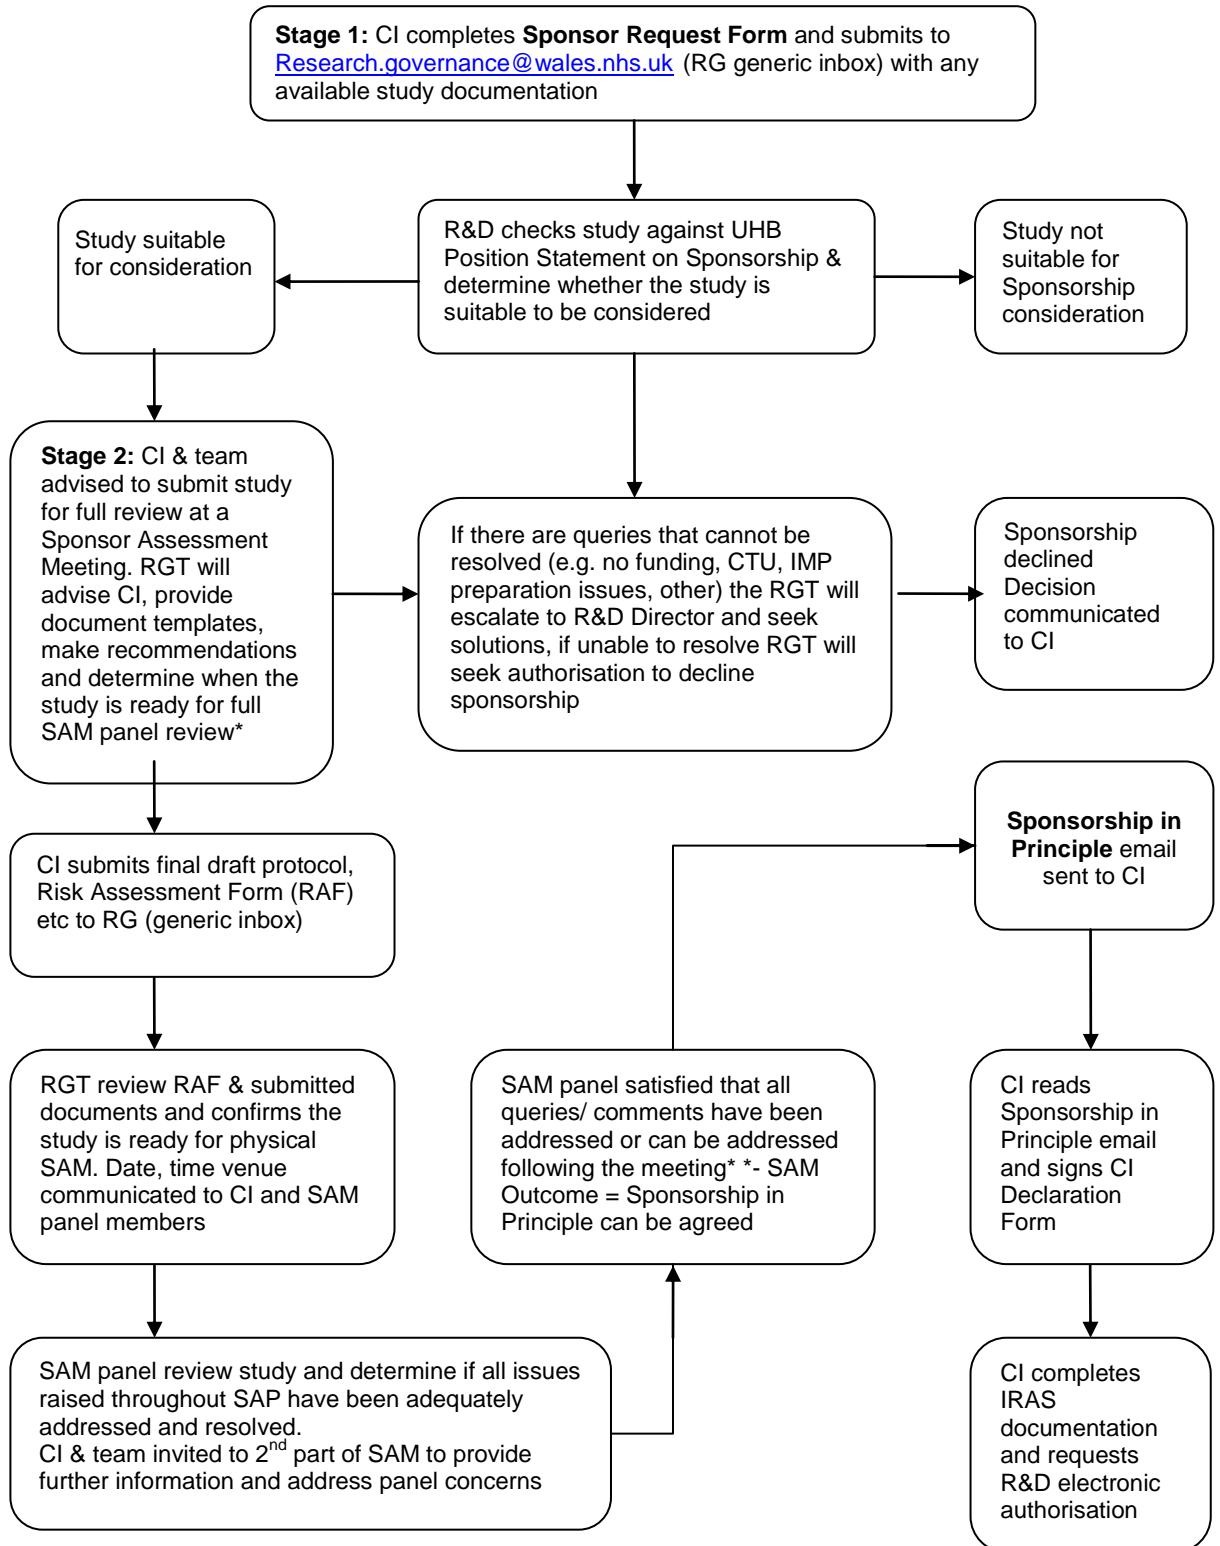 Stage 1: CI completes Sponsor Request Form and submits to
Research.governance@wales.nhs.uk (RG generic inbox) with any
available study documentation
Study suitable
for consideration
R&D checks study against UHB
Position Statement on Sponsorship &
determine whether the study is
suitable to be considered
Study not
suitable for
Sponsorship
consideration
Stage 2: CI & team
advised to submit study
for full review at a
Sponsor Assessment
Meeting. RGT will
advise CI, provide
document templates,
make recommendations
and determine when the
study is ready for full
SAM panel review*
If there are queries that cannot be
resolved (e.g. no funding, CTU, IMP
preparation issues, other) the RGT will
escalate to R&D Director and seek
solutions, if unable to resolve RGT will
seek authorisation to decline
sponsorship
Sponsorship
declined
Decision
communicated
to CI
CI submits final draft protocol,
Risk Assessment Form (RAF)
etc to RG (generic inbox)
Sponsorship in
Principle email
sent to CI
RGT review RAF & submitted
documents and confirms the
study is ready for physical
SAM. Date, time venue
communicated to CI and SAM
panel members
SAM panel satisfied that all
queries/ comments have been
addressed or can be addressed
following the meeting* *- SAM
Outcome = Sponsorship in
Principle can be agreed
CI reads
Sponsorship in
Principle email
and signs CI
Declaration
Form
SAM panel review study and determine if all issues
raised throughout SAP have been adequately
addressed and resolved.
CI & team invited to 2nd part of SAM to provide
further information and address panel concerns
CI completes
IRAS
documentation
and requests
R&D electronic
authorisation